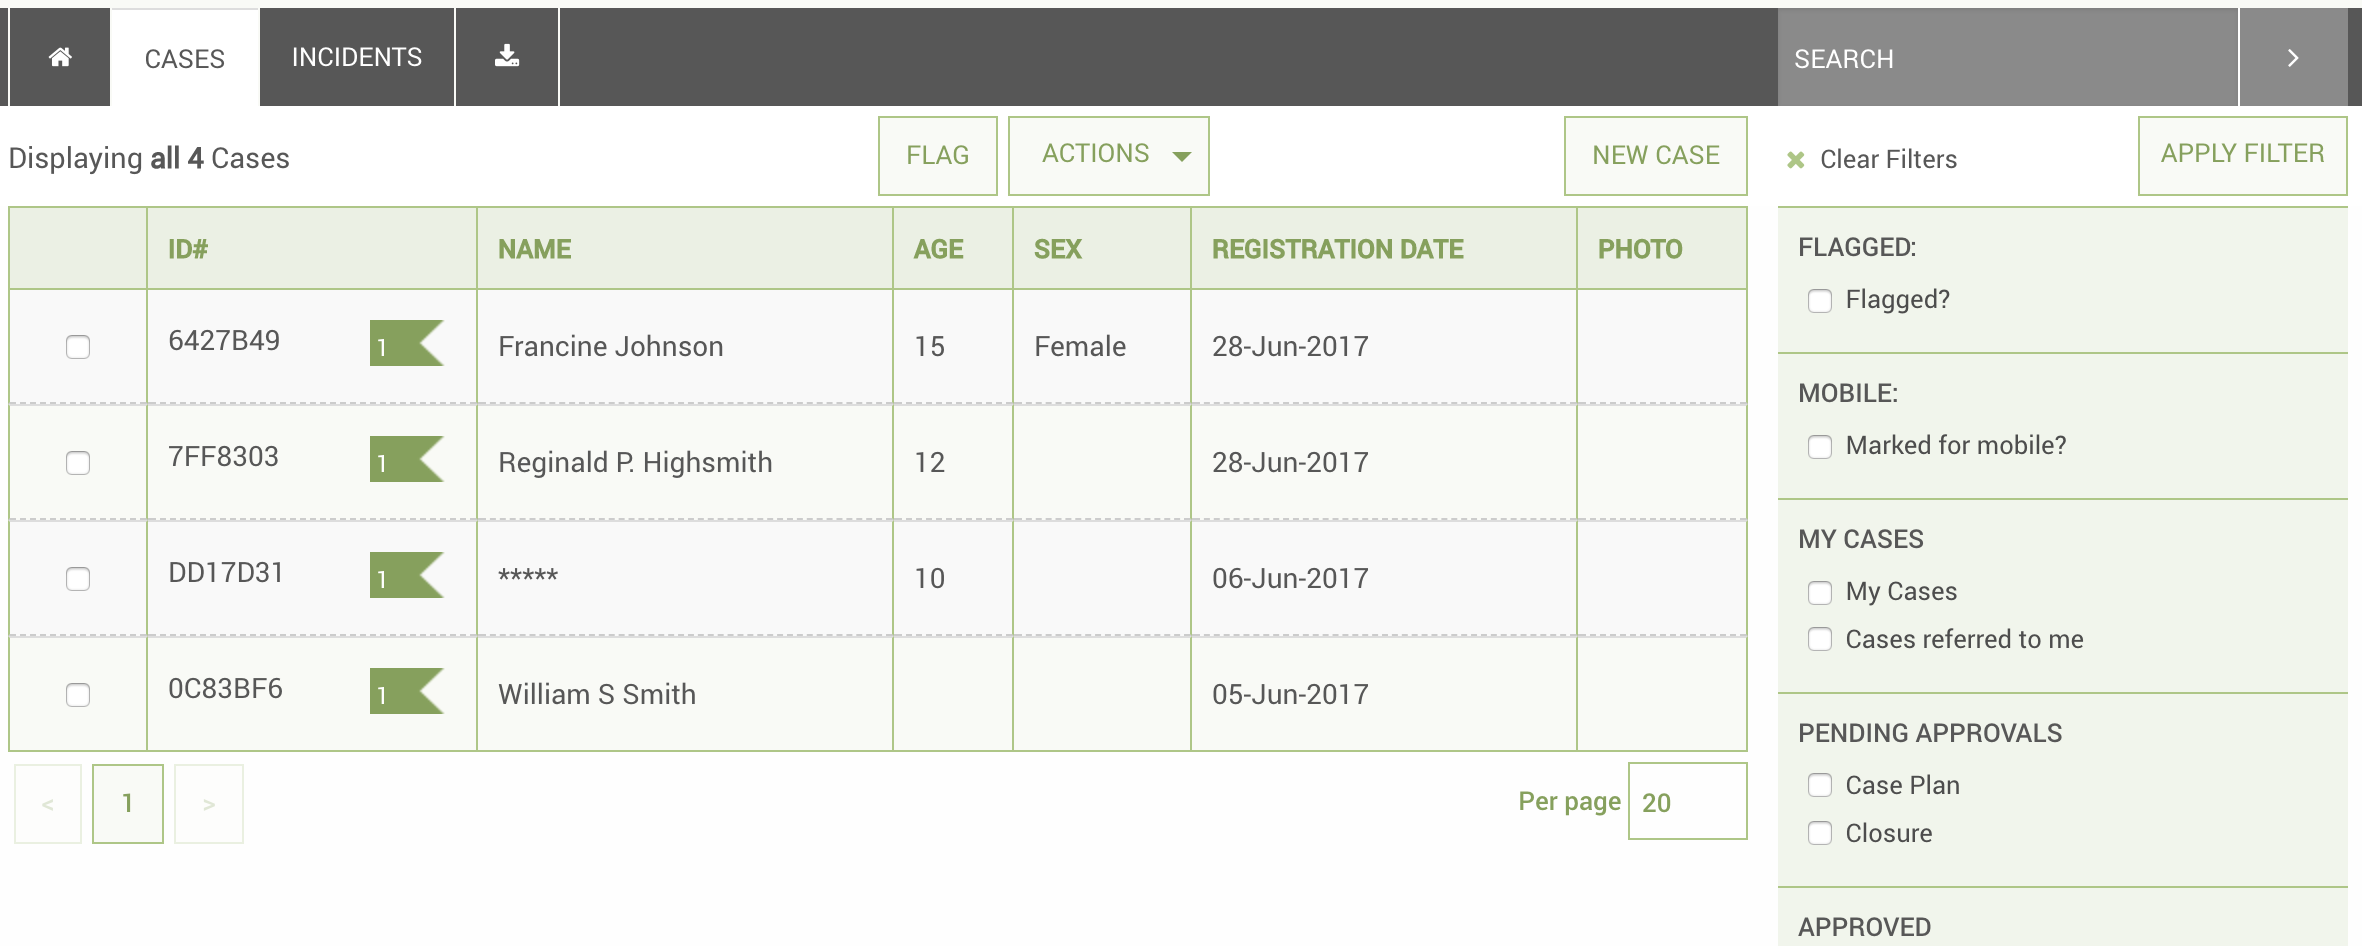 CASES INCIDENTS SEARCH
Displaying all 4 Cases FLAG ACTIONS NEW CASE Clear Filters APPLY FILTER
ID# NAME AGE SEX REGISTRATION DATE PHOTO
6427B49 1 Francine Johnson 15 Female 28-Jun-2017
7FF8303 1 Reginald P. Highsmith 12 28-Jun-2017
DD17D31 1 ***** 10 06-Jun-2017
0C83BF6 1 William S Smith 05-Jun-2017
< 1 > Per page 20
FLAGGED:
Flagged?
MOBILE:
Marked for mobile?
MY CASES
My Cases
Cases referred to me
PENDING APPROVALS
Case Plan
Closure
APPROVED